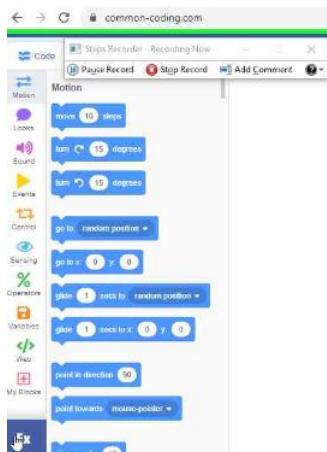 common-coding.com
Code
Steps Recorder - Recording Now
Pause Record Stop Record Add Comment
Motion
Motion
Looks
Sound
Events
Control
Sensing
Operators
Variables
Web
My Blocks
move 10 steps
turn 15 degrees
turn 15 degrees
go to random position
go to x: 0 y: 0
glide 1 secs to random position
glide 1 secs to x: 0 y: 0
point in direction 90
point towards mouse-pointer
Ex